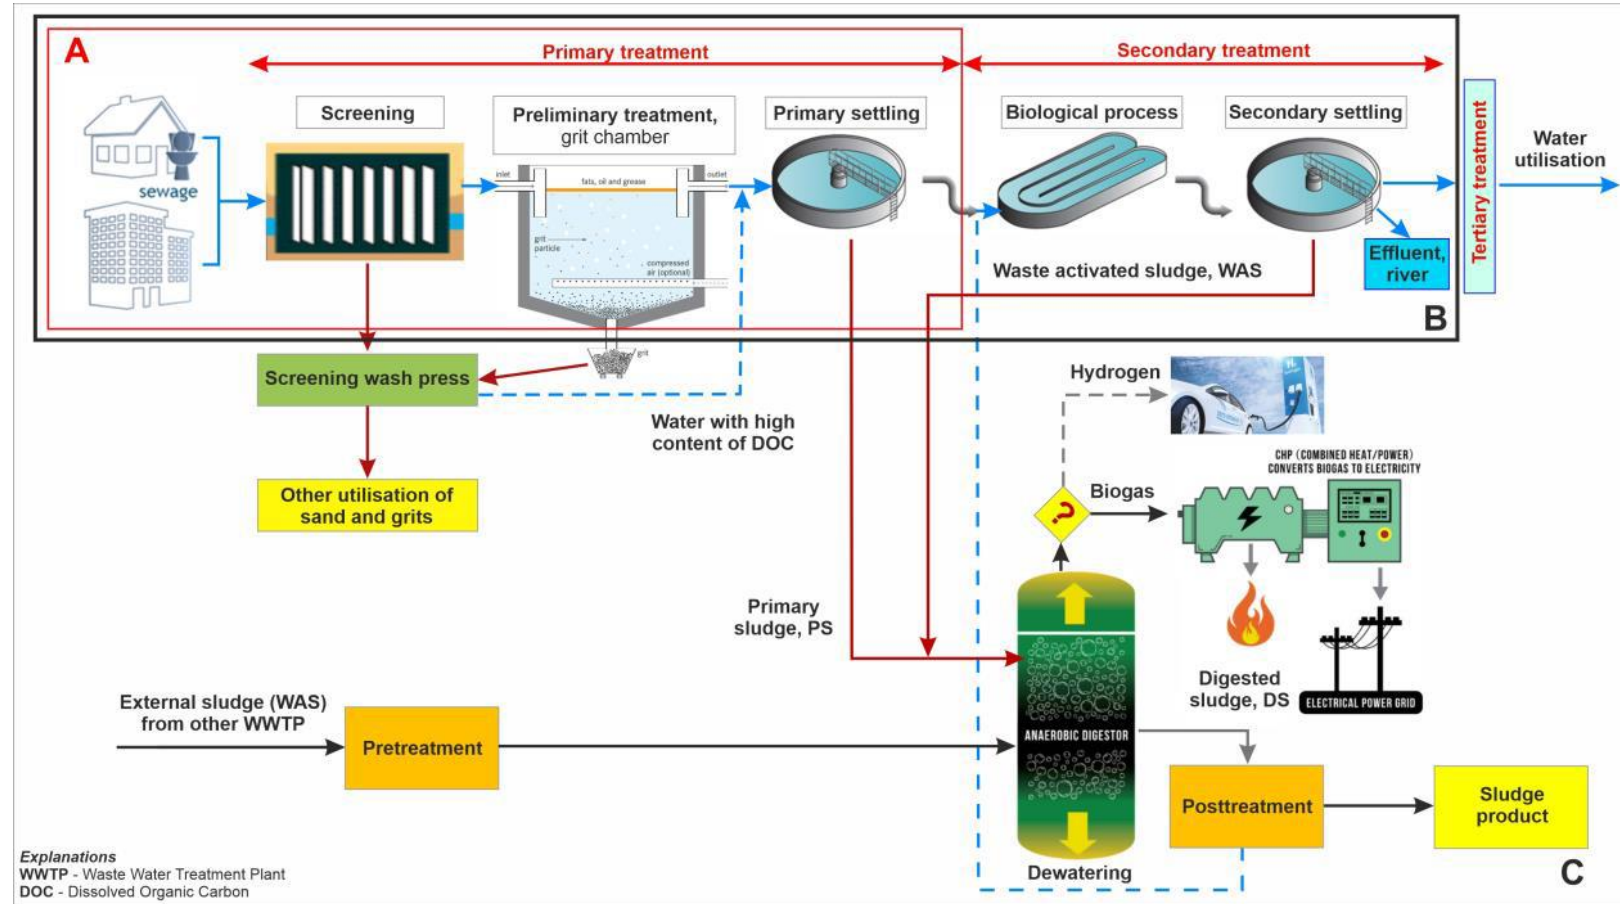 A
Primary treatment
Secondary treatment
Screening
Preliminary treatment,
grit chamber
Primary settling
Biological process
Secondary settling
Tertiary treatment
Water
utilisation
sewage
inlet
fats, oil and grease
outlet
grit
particle
compressed
air (optional)
grit
Effluent,
river
Waste activated sludge, WAS
B
Screening wash press
Water with high
content of DOC
Other utilisation of
sand and grits
Hydrogen
CHP (COMBINED HEAT/POWER)
CONVERTS BIOGAS TO ELECTRICITY
?
Biogas
Primary
sludge, PS
Digested
sludge, DS
ELECTRICAL POWER GRID
External sludge (WAS)
from other WWTP
Pretreatment
ANAEROBIC DIGESTOR
Posttreatment
Sludge
product
Dewatering
C
Explanations
WWTP - Waste Water Treatment Plant
DOC - Dissolved Organic Carbon